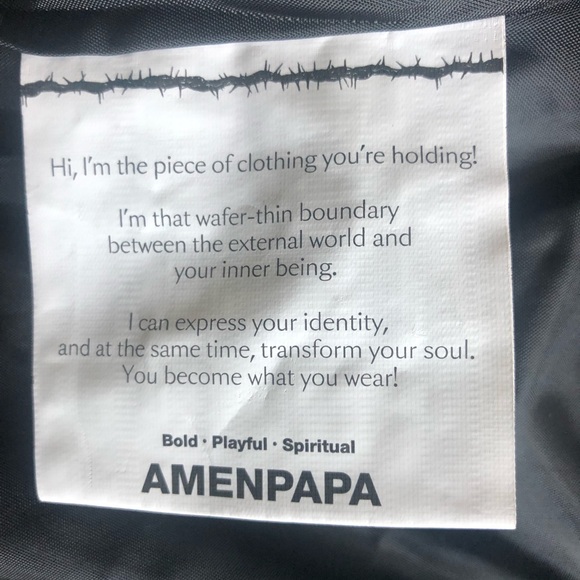 Hi, I'm the piece of clothing you're holding!
I'm that wafer-thin boundary
between the external world and
your inner being.
I can express your identity,
and at the same time, transform your soul.
You become what you wear!
Bold · Playful · Spiritual
AMENPAPA